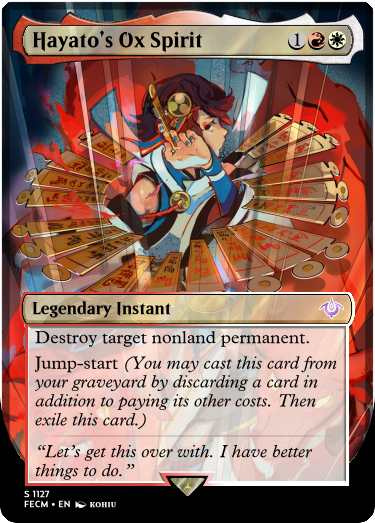 Hayato's Ox Spirit 1
Legendary Instant
Destroy target nonland permanent.
Jump-start (You may cast this card from
your graveyard by discarding a card in
addition to paying its other costs. Then
exile this card.)
“Let's get this over with. I have better
things to do.”
S 1127
FECM • EN KOHIU